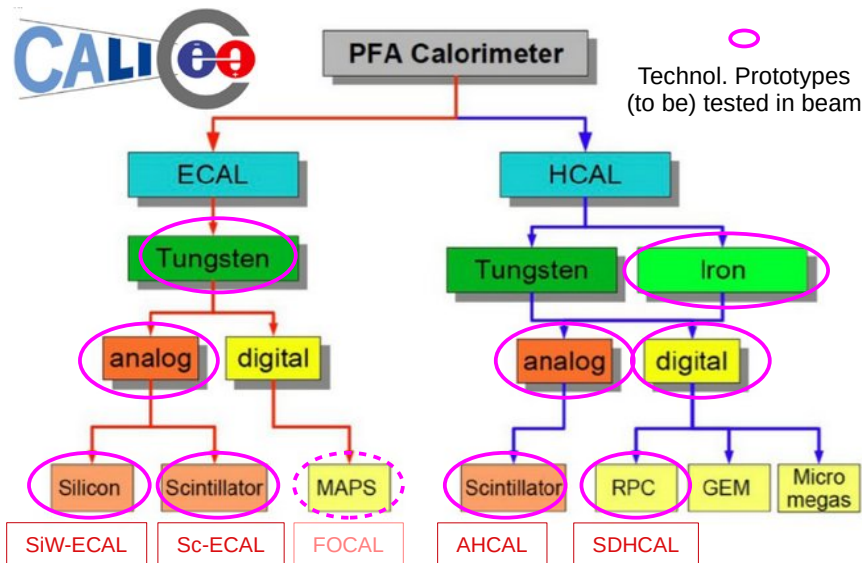 CALICE
PFA Calorimeter
Technol. Prototypes
(to be) tested in beam
ECAL
HCAL
Tungsten
Tungsten
Iron
analog
digital
analog
digital
Silicon
Scintillator
MAPS
Scintillator
RPC
GEM
Micro
megas
SiW-ECAL
Sc-ECAL
FOCAL
AHCAL
SDHCAL